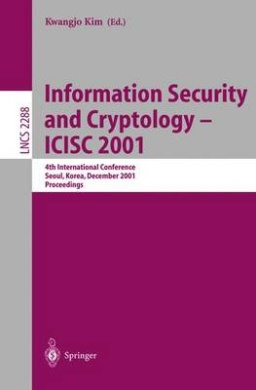 Kwangjo Kim (Ed.)
LNCS 2288
Information Security
and Cryptology –
ICISC 2001
4th International Conference
Seoul, Korea, December 2001
Proceedings
Springer